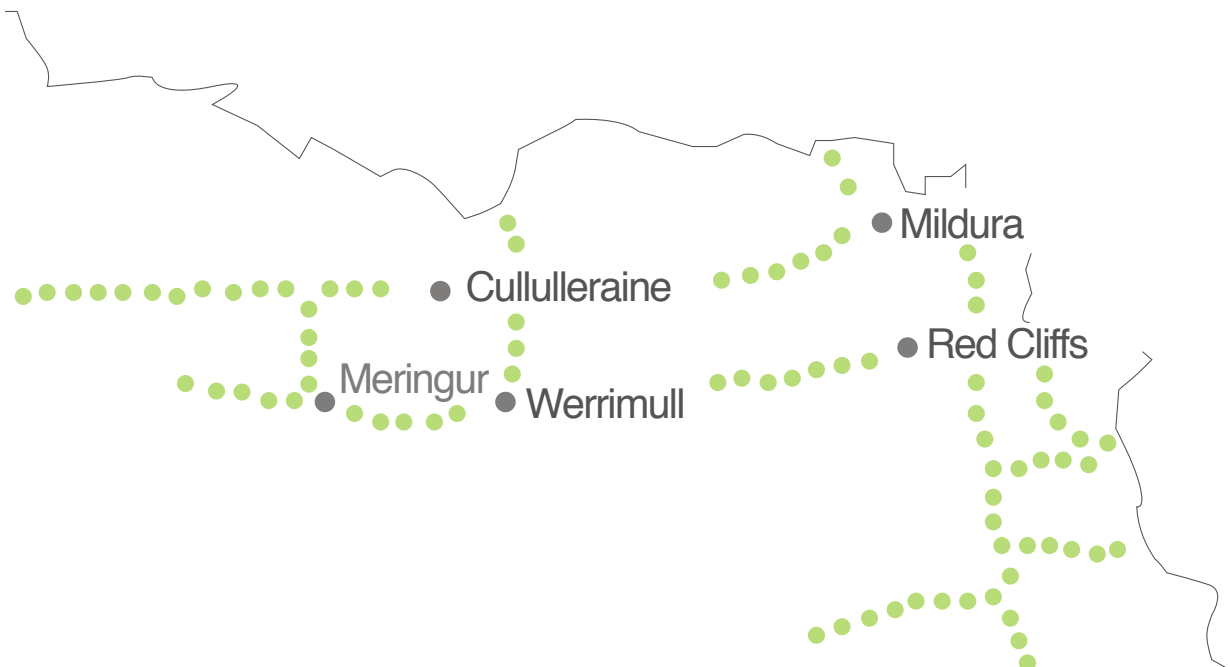 Mildura
Cullulleraine
Red Cliffs
Meringur
Werrimull